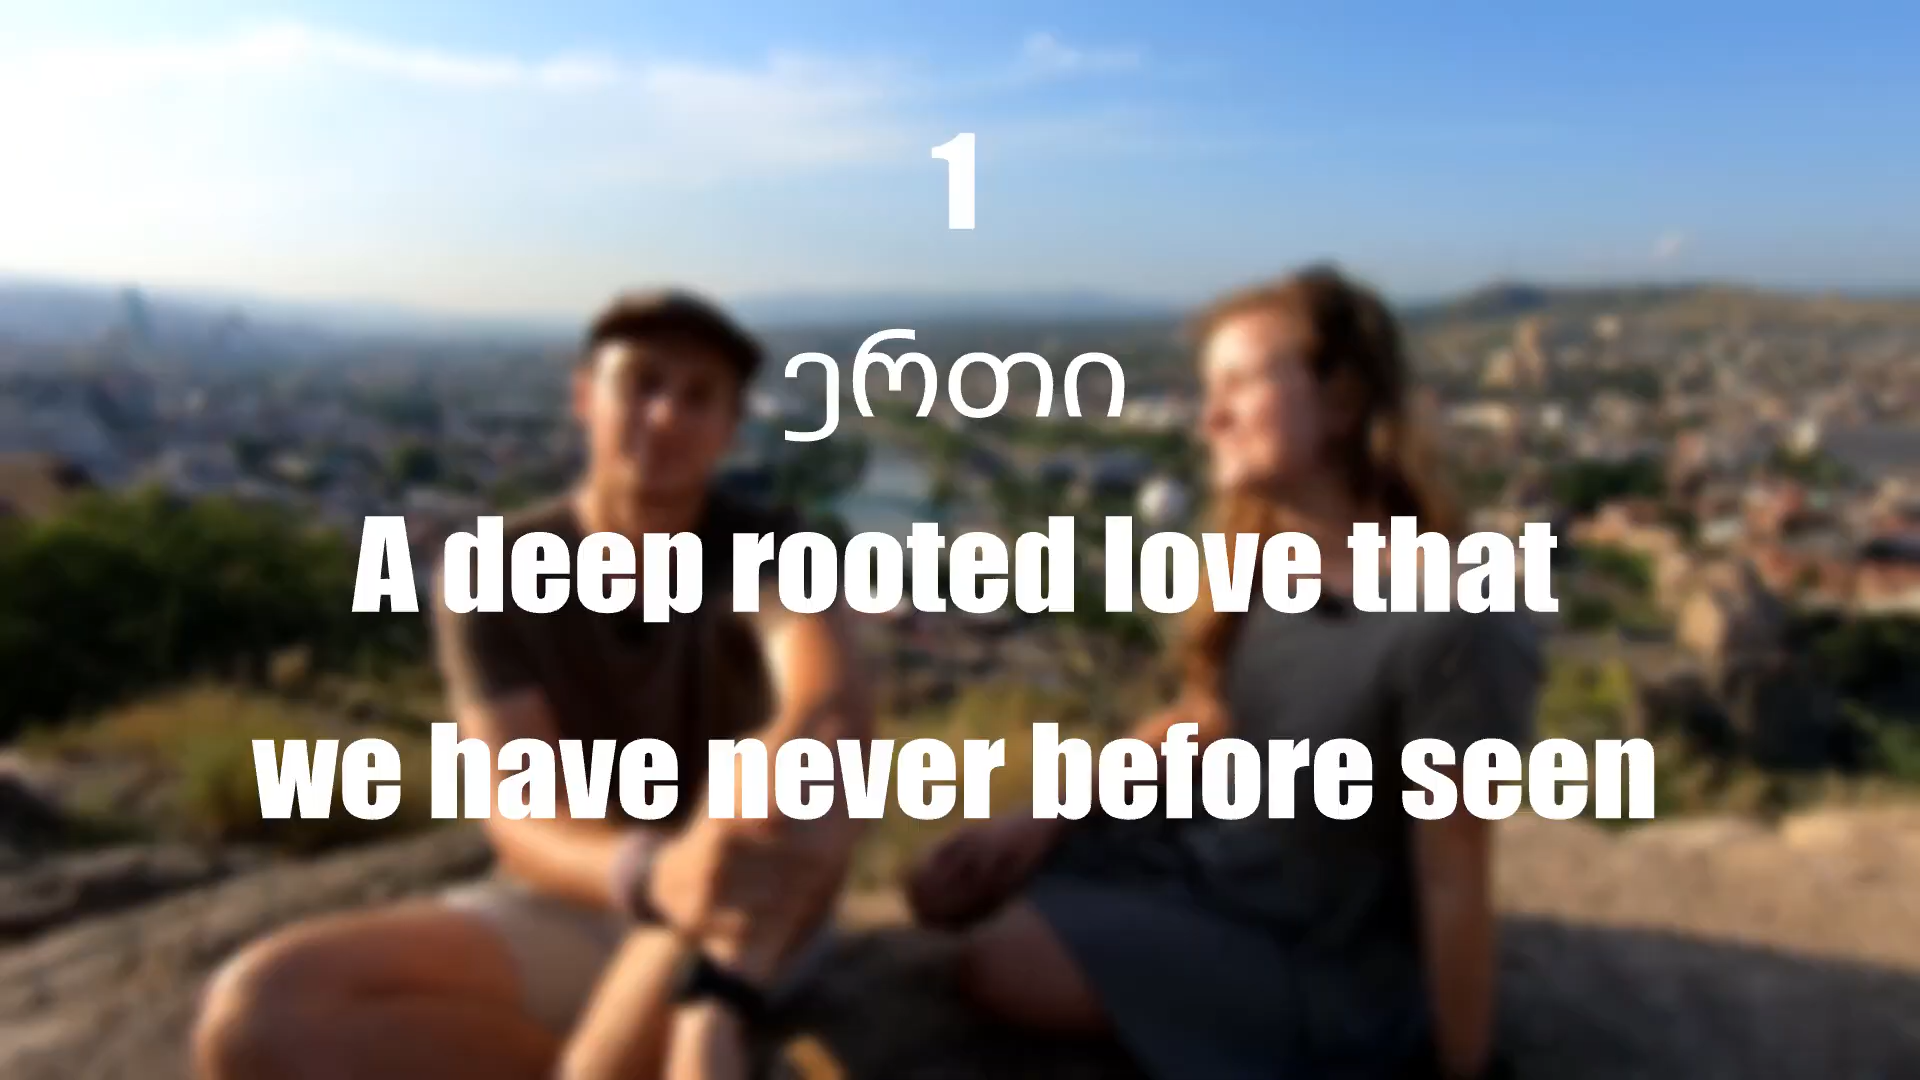 1
ერთი
A deep rooted love that
we have never before seen